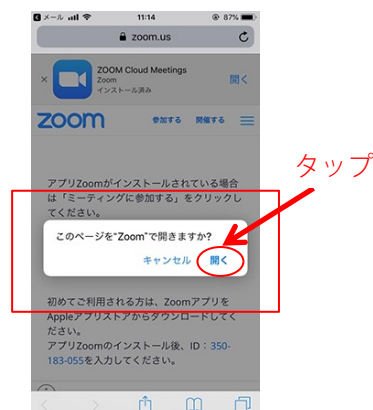 メール 11:14 87%
zoom.us
ZOOM Cloud Meetings
Zoom
インストール済み
開く
zoom 参加する 開催する
タップ
アプリZoomがインストールされている場合
は「ミーティングに参加する」をクリックし
てください。
このページを"Zoom"で開きますか?
キャンセル 開く
初めてご利用される方は、Zoomアプリを
Appleアプリストアからダウンロードしてく
ださい。
アプリZoomのインストール後、ID：350-
183-055を入力してください。